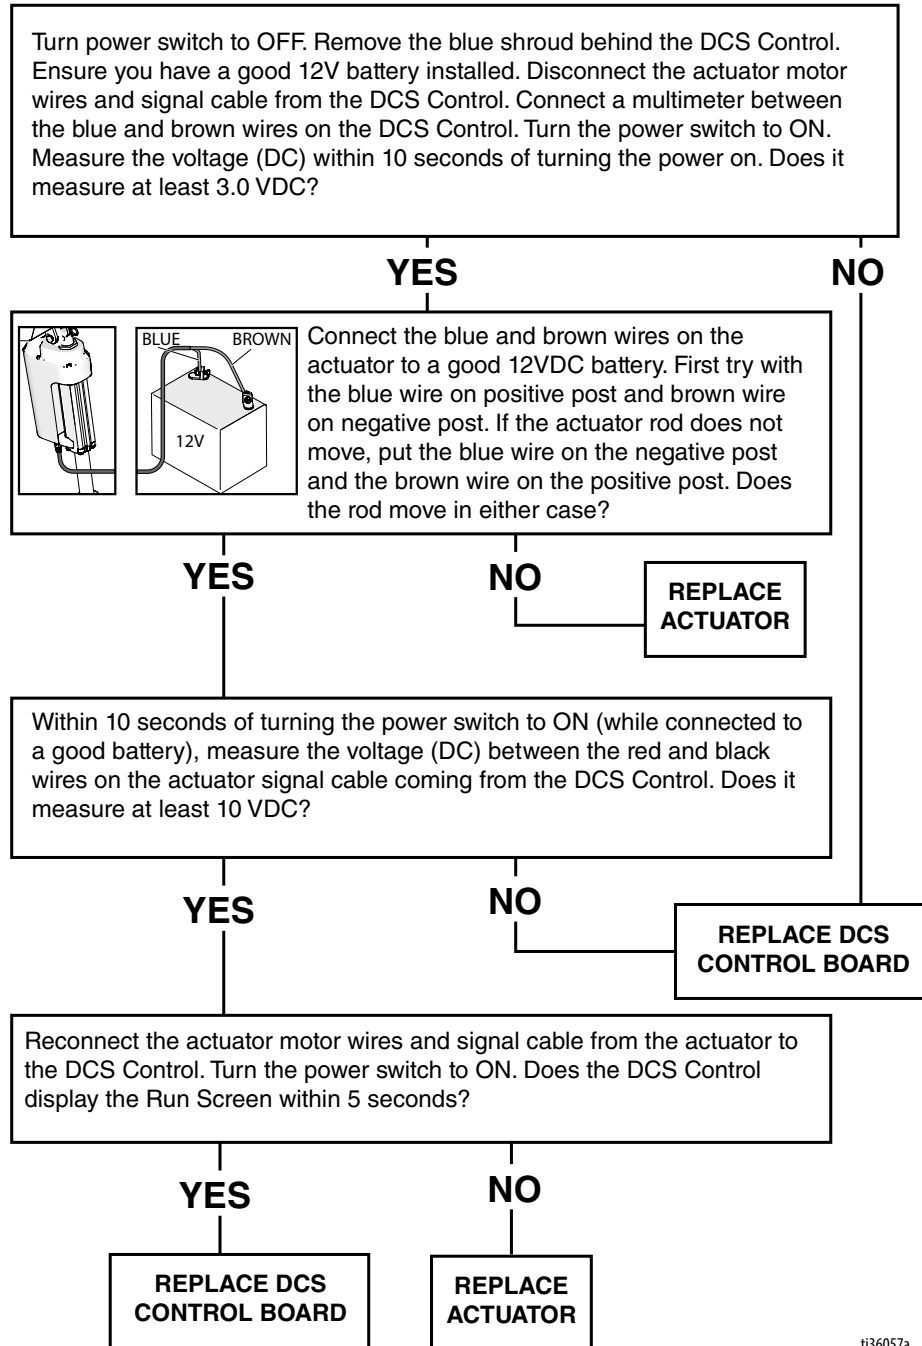 Turn power switch to OFF. Remove the blue shroud behind the DCS Control.
Ensure you have a good 12V battery installed. Disconnect the actuator motor
wires and signal cable from the DCS Control. Connect a multimeter between
the blue and brown wires on the DCS Control. Turn the power switch to ON.
Measure the voltage (DC) within 10 seconds of turning the power on. Does it
measure at least 3.0 VDC?
YES
NO
BLUE
BROWN
12V
Connect the blue and brown wires on the
actuator to a good 12VDC battery. First try with
the blue wire on positive post and brown wire
on negative post. If the actuator rod does not
move, put the blue wire on the negative post
and the brown wire on the positive post. Does
the rod move in either case?
YES
NO
REPLACE
ACTUATOR
Within 10 seconds of turning the power switch to ON (while connected to
a good battery), measure the voltage (DC) between the red and black
wires on the actuator signal cable coming from the DCS Control. Does it
measure at least 10 VDC?
YES
NO
REPLACE DCS
CONTROL BOARD
Reconnect the actuator motor wires and signal cable from the actuator to
the DCS Control. Turn the power switch to ON. Does the DCS Control
display the Run Screen within 5 seconds?
YES
NO
REPLACE DCS
CONTROL BOARD
REPLACE
ACTUATOR
ti36057a